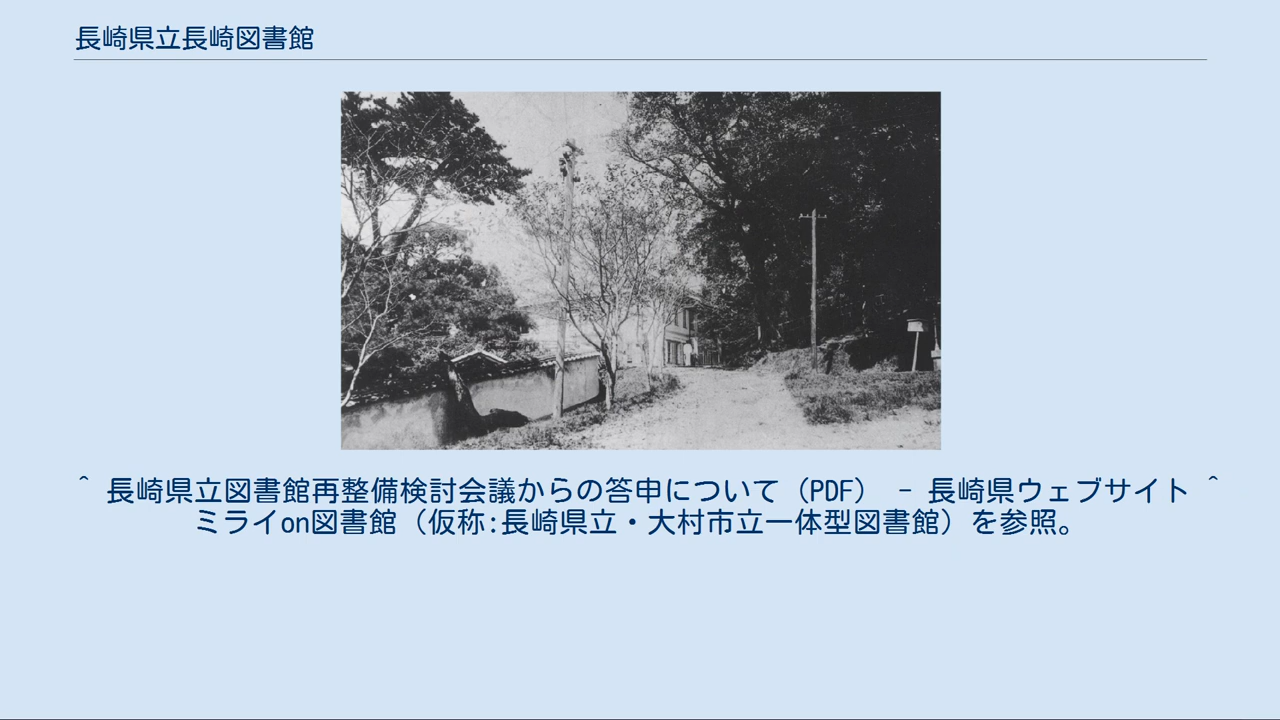 長崎県立長崎図書館
^ 長崎県立図書館再整備検討会議からの答申について（PDF） - 長崎県ウェブサイト ^
ミライon図書館（仮称:長崎県立・大村市立一体型図書館）を参照。